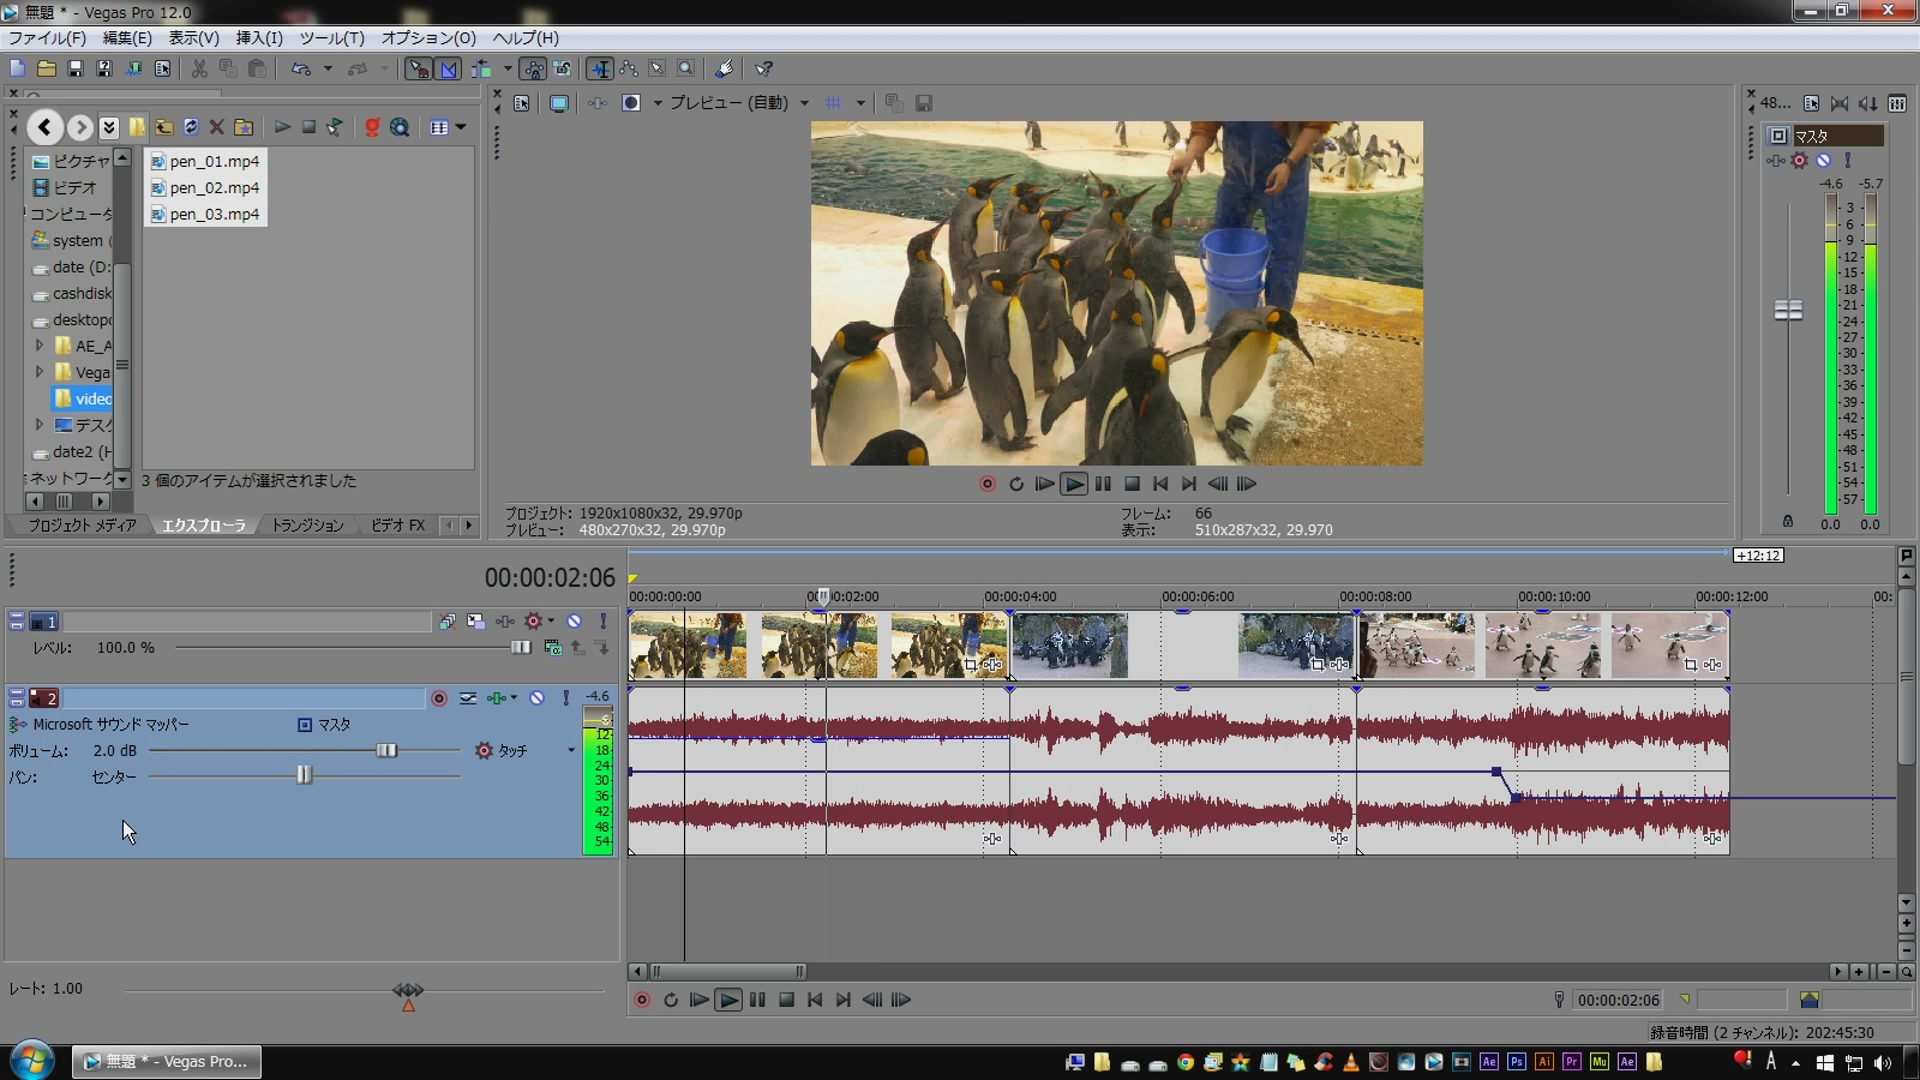 無題 * - Vegas Pro 12.0
ファイル(F) 編集(E) 表示(V) 挿入(I) ツール(T) オプション(O) ヘルプ(H)
プレビュー (自動)
48...
マスタ
-4.6 -5.7
3
6
9
12
15
18
21
24
27
30
33
36
39
42
45
48
51
54
57
0.0 0.0
ピクチャ
ビデオ
コンピュータ
system (
date (D:
cashdisk
desktop
AE_A
Vega
video
デスク
date2 (H
ネットワーク
pen_01.mp4
pen_02.mp4
pen_03.mp4
3 個のアイテムが選択されました
プロジェクト メディア エクスプローラ トランジション ビデオ FX
プロジェクト: 1920x1080x32, 29.970p
プレビュー: 480x270x32, 29.970p
フレーム: 66
表示: 510x287x32, 29.970
+12:12
00:00:02:06
00:00:00:00 00:00:02:00 00:00:04:00 00:00:06:00 00:00:08:00 00:00:10:00 00:00:12:00 00:
1
レベル: 100.0 %
2
-4.6
Microsoft サウンド マッパー マスタ
ボリューム: 2.0 dB タッチ
パン: センター
12
18
24
30
36
42
48
54
レート: 1.00
00:00:02:06
録音時間 (2 チャンネル): 202:45:30
無題 * - Vegas Pro...
Ae Ps Ai Pr Mu Ae
A